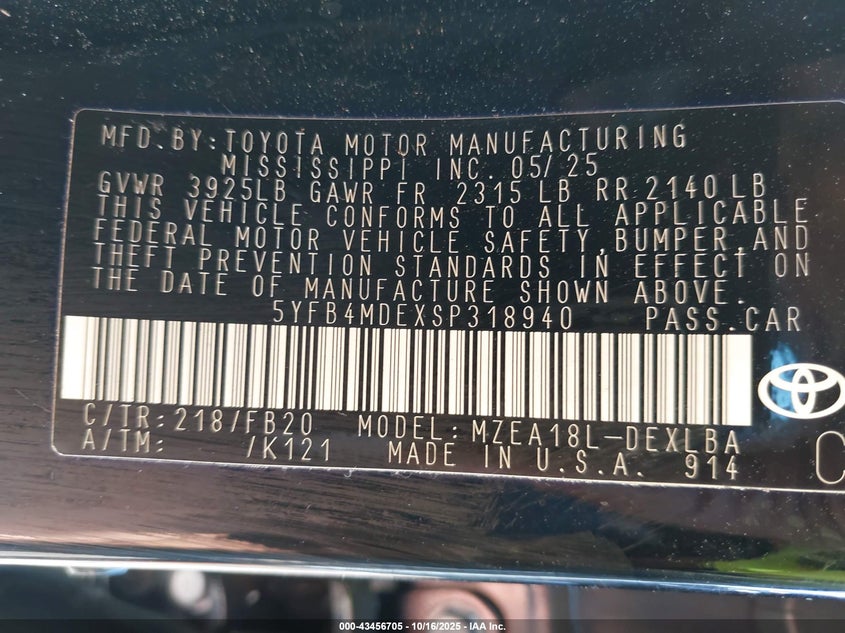 MFD.BY:TOYOTA MOTOR MANUFACTURING
MISSISSIPPI INC. 05/25
GVWR 3925LB GAWR FR 2315 LB RR 2140 LB
THIS VEHICLE CONFORMS TO ALL APPLICABLE
FEDERAL MOTOR VEHICLE SAFETY,BUMPER,AND
THEFT PREVENTION STANDARDS IN EFFECT ON
THE DATE OF MANUFACTURE SHOWN ABOVE.
5YFB4MDEXSP318940 PASS.CAR
C/TR:218/FB20 MODEL:MZEA18L-DEXLBA
A/TM: /K121 MADE IN U.S.A. 914
C
000-43456705 - 10/16/2025 - IAA Inc.